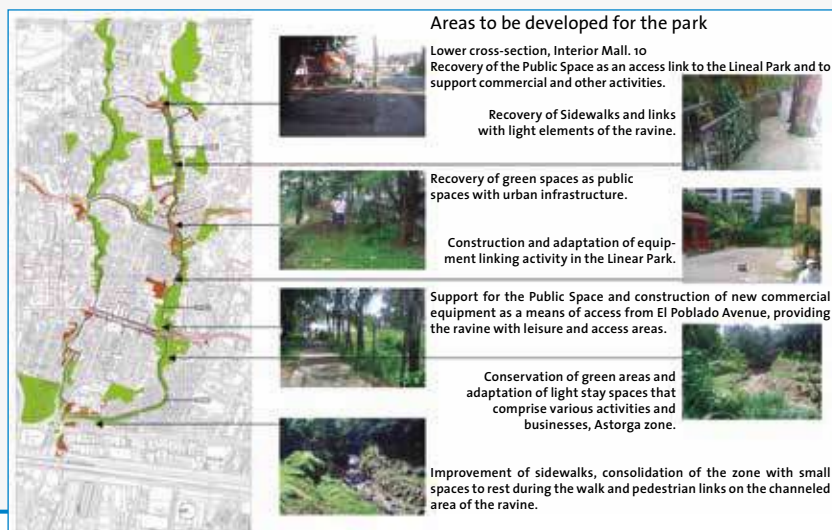 Areas to be developed for the park
Lower cross-section, Interior Mall. 10
Recovery of the Public Space as an access link to the Lineal Park and to
support commercial and other activities.
Recovery of Sidewalks and links
with light elements of the ravine.
Recovery of green spaces as public
spaces with urban infrastructure.
Construction and adaptation of equip-
ment linking activity in the Linear Park.
Support for the Public Space and construction of new commercial
equipment as a means of access from El Poblado Avenue, providing
the ravine with leisure and access areas.
Conservation of green areas and
adaptation of light stay spaces that
comprise various activities and
businesses, Astorga zone.
Improvement of sidewalks, consolidation of the zone with small
spaces to rest during the walk and pedestrian links on the channeled
area of the ravine.